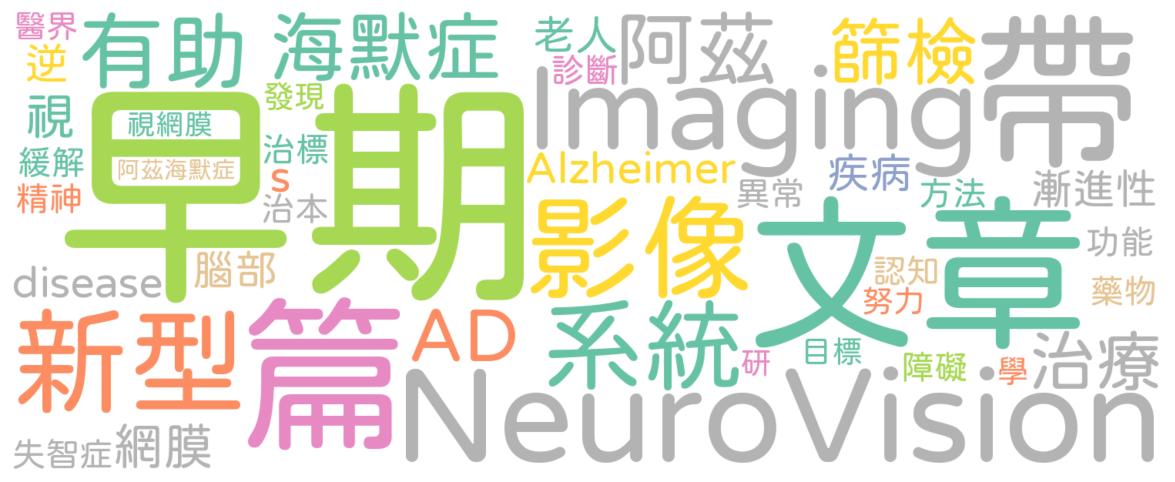 醫界
逆
有助
海默症
老人
診斷
阿茲
篩檢
帶
視
緩解
精神
早期
視網膜
阿茲海默症
發現
治標
s
治本
Imaging
Alzheimer
異常
疾病
方法
漸進性
功能
藥物
影像
文章
認知
努力
disease
腦部
新型
篇
AD
系統
研
目標
障礙
學
治療
失智症
網膜
NeuroVision